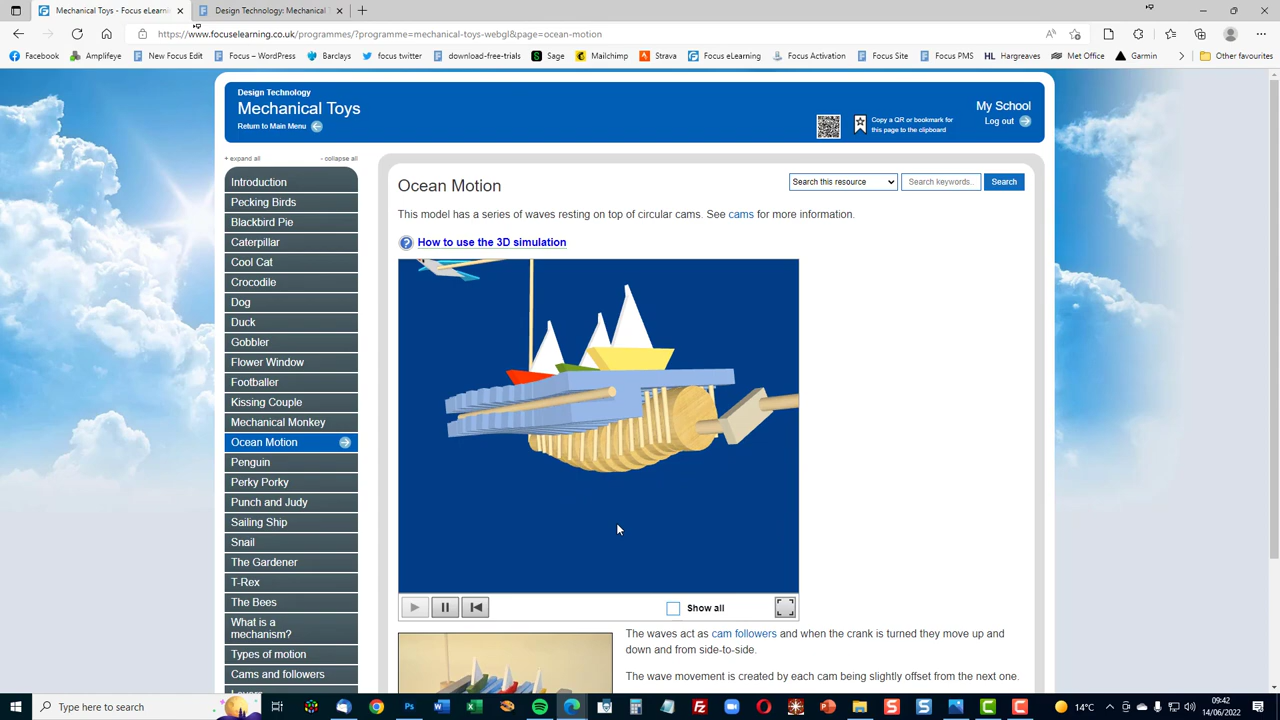 Mechanical Toys - Focus eLearni
Design Technology: Mechanical T
https://www.focuselearning.co.uk/programmes/?programme=mechanical-toys-webgl&page=ocean-motion
Facebook
Amplifeye
New Focus Edit
Focus – WordPress
Barclays
focus twitter
download-free-trials
Sage
Mailchimp
Strava
Focus eLearning
Focus Activation
Focus Site
Focus PMS
Hargreaves
Met Office
Garmin
Other favourites
Design Technology
Mechanical Toys
Return to Main Menu
Copy a QR or bookmark for
this page to the clipboard
My School
Log out
+ expand all
- collapse all
Introduction
Pecking Birds
Blackbird Pie
Caterpillar
Cool Cat
Crocodile
Dog
Duck
Gobbler
Flower Window
Footballer
Kissing Couple
Mechanical Monkey
Ocean Motion
Penguin
Perky Porky
Punch and Judy
Sailing Ship
Snail
The Gardener
T-Rex
The Bees
What is a
mechanism?
Types of motion
Cams and followers
Levers
Ocean Motion
Search this resource
Search keywords..
Search
This model has a series of waves resting on top of circular cams. See cams for more information.
How to use the 3D simulation
Show all
The waves act as cam followers and when the crank is turned they move up and
down and from side-to-side.
The wave movement is created by each cam being slightly offset from the next one.
Type here to search
14°C
09:42
14/06/2022